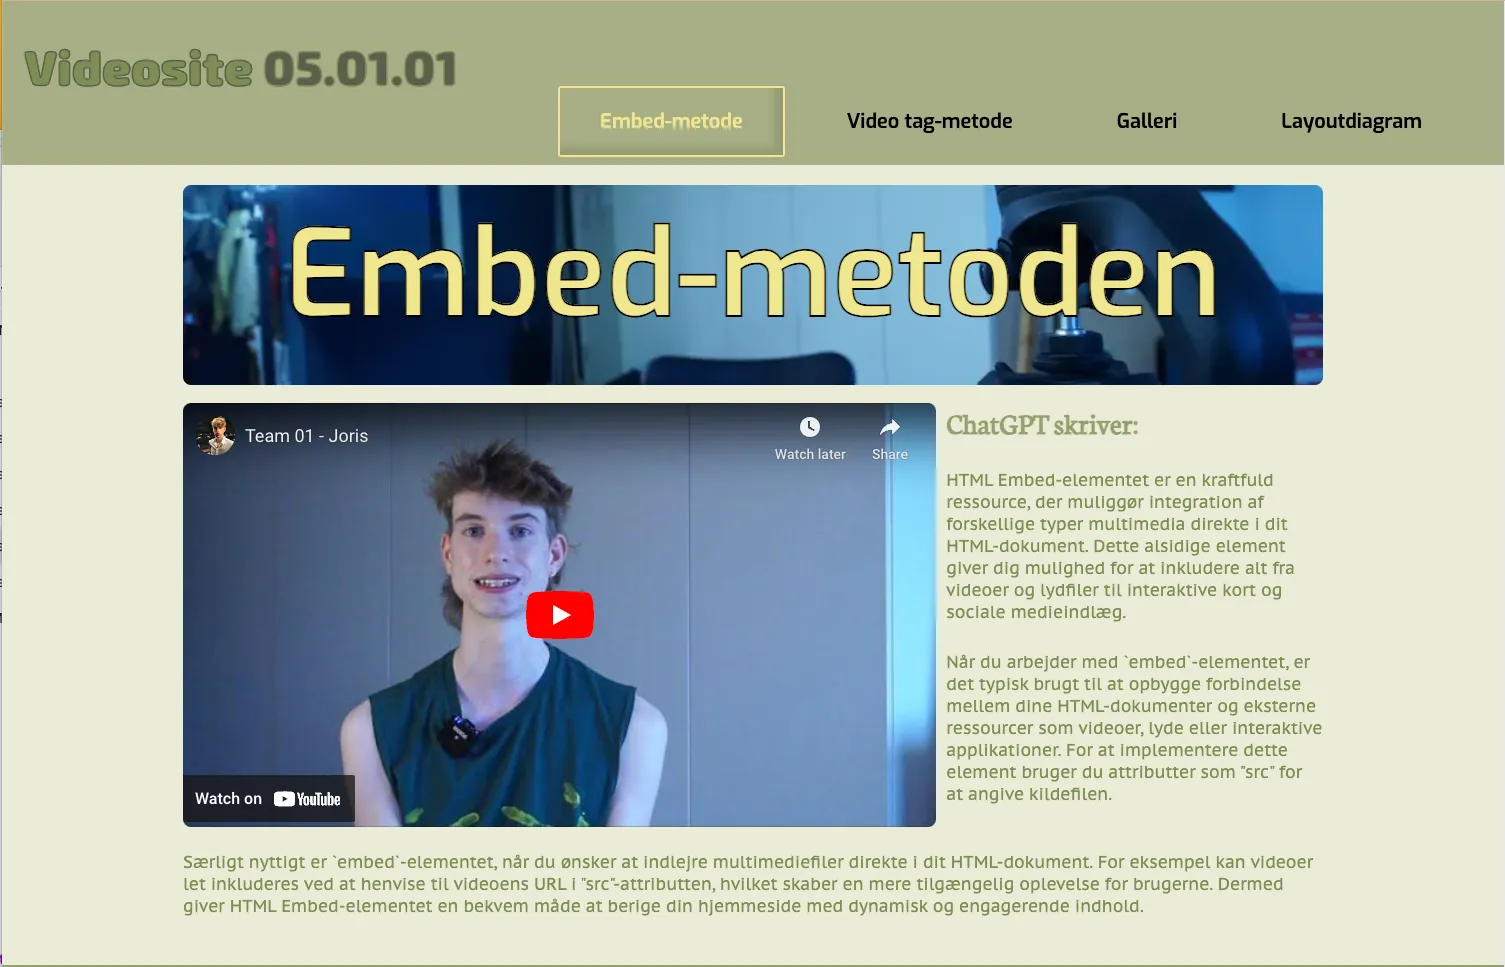 Videosite 05.01.01
Embed-metode
Video tag-metode
Galleri
Layoutdiagram
Embed-metoden
Team 01 - Joris
Watch later
Share
Watch on YouTube
ChatGPT skriver:
HTML Embed-elementet er en kraftfuld
ressource, der muliggør integration af
forskellige typer multimedia direkte i dit
HTML-dokument. Dette alsidige element
giver dig mulighed for at inkludere alt fra
videoer og lydfiler til interaktive kort og
sociale medieindlæg.
Når du arbejder med `embed`-elementet, er
det typisk brugt til at opbygge forbindelse
mellem dine HTML-dokumenter og eksterne
ressourcer som videoer, lyde eller interaktive
applikationer. For at implementere dette
element bruger du attributter som "src" for
at angive kildefilen.
Særligt nyttigt er `embed`-elementet, når du ønsker at indlejre multimediefiler direkte i dit HTML-dokument. For eksempel kan videoer
let inkluderes ved at henvise til videoens URL i "src"-attributten, hvilket skaber en mere tilgængelig oplevelse for brugerne. Dermed
giver HTML Embed-elementet en bekvem måde at berige din hjemmeside med dynamisk og engagerende indhold.